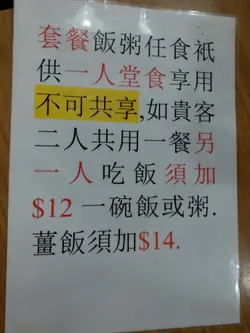 套餐飯粥任食衹
供一人堂食享用
不可共享,如貴客
二人共用一餐另
一人吃飯須加
$12 一碗飯或粥.
薑飯須加$14.